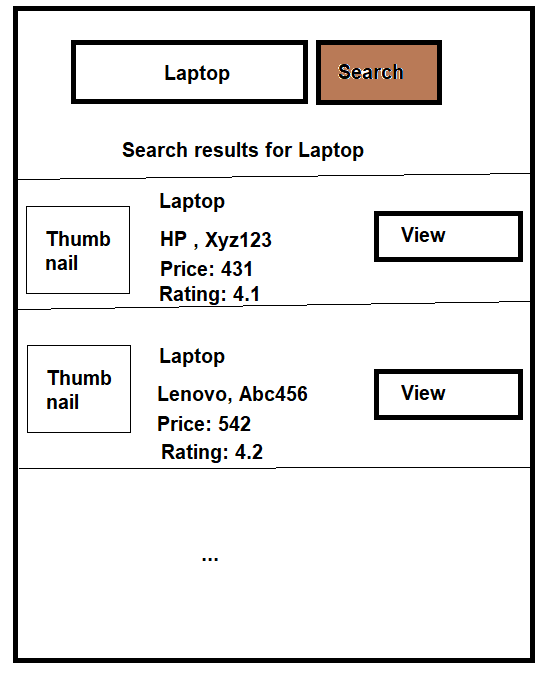 Laptop
Search
Search results for Laptop
Thumb
nail
Laptop
HP , Xyz123
Price: 431
Rating: 4.1
View
Thumb
nail
Laptop
Lenovo, Abc456
Price: 542
Rating: 4.2
View
...